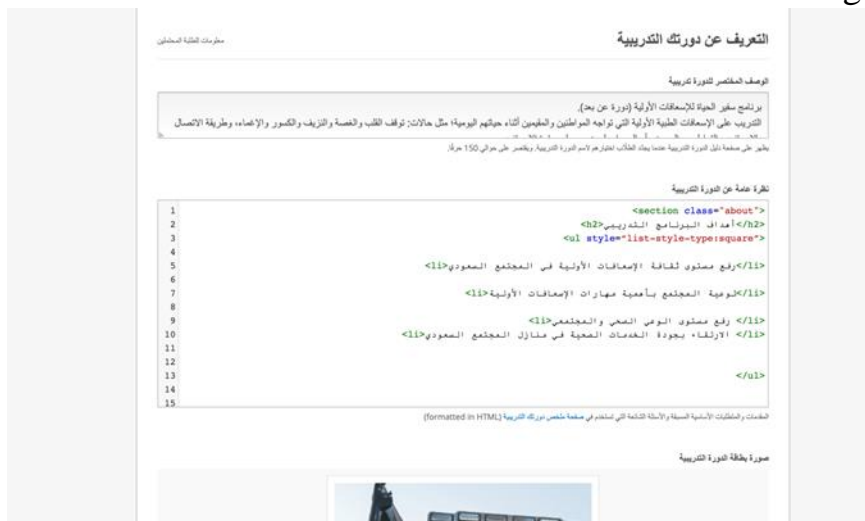 g
التعريف عن دورتك التدريبية
معلومات للطلبة المحتملين
الوصف المختصر للدورة تدريبية
برنامج سفير الحياة للإسعافات الأولية (دورة عن بعد).
التدريب على الإسعافات الطبية الأولية التي تواجه المواطنين والمقيمين أثناء حياتهم اليومية؛ مثل حالات: توقف القلب والغصة والنزيف والكسور والإغماء، وطريقة الاتصال
يظهر على صفحة دليل الدورة التدريبية عندما يجلد الطلّاب اختيارهم لاسم الدورة التدريبية. ويقتصر على حوالي 150 حرفًا.
نظرة عامة عن الدورة التدريبية
1 <section class="about">
2 <h2>أهداف البرنامج التدريبي</h2>
3 <ul style="list-style-type:square">
4
5 <li>رفع مستوى ثقافة الإسعافات الأولية في المجتمع السعودي</li>
6
7 <li>توعية المجتمع بأهمية مهارات الإسعافات الأولية</li>
8
9 <li>رفع مستوى الوعي الصحي والمجتمعي </li>
10 <li>الارتقاء بجودة الخدمات الصحية في منازل المجتمع السعودي </li>
11
12
13 </ul>
14
15
المقدمات والمتطلبات الأساسية المسبقة والأسئلة الشائعة التي تستخدم في صفحة ملخص دورتك التدريبية (formatted in HTML)
صورة بطاقة الدورة التدريبية